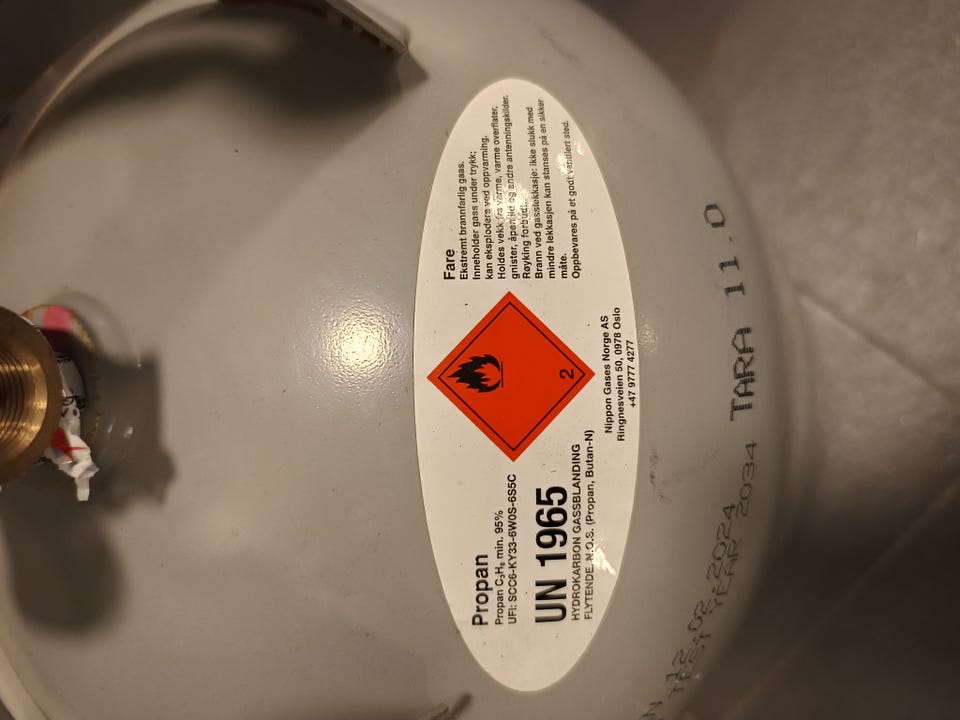 Propan
Propan C₃H₈ min. 95%
UFI: SCC6-KY33-6W0S-6S5C
UN 1965
HYDROKARBON GASSBLANDING
FLYTENDE, N.O.S. (Propan, Butan-N)
2
Nippon Gases Norge AS
Ringnesveien 50, 0978 Oslo
+47 9777 4277
Fare
Ekstremt brannfarlig gaas.
Inneholder gass under trykk;
kan eksplodere ved oppvarming.
Holdes vekk fra varme, varme overflater,
gnister, åpen ild og andre antenningskilder.
Røyking forbudt.
Brann ved gasslekkasje: ikke slukk med
mindre lekkasjen kan stanses på en sikker
måte.
Oppbevares på et godt ventilert sted.
12.02.2024 TARA 11.0
TEST YEAR 2034